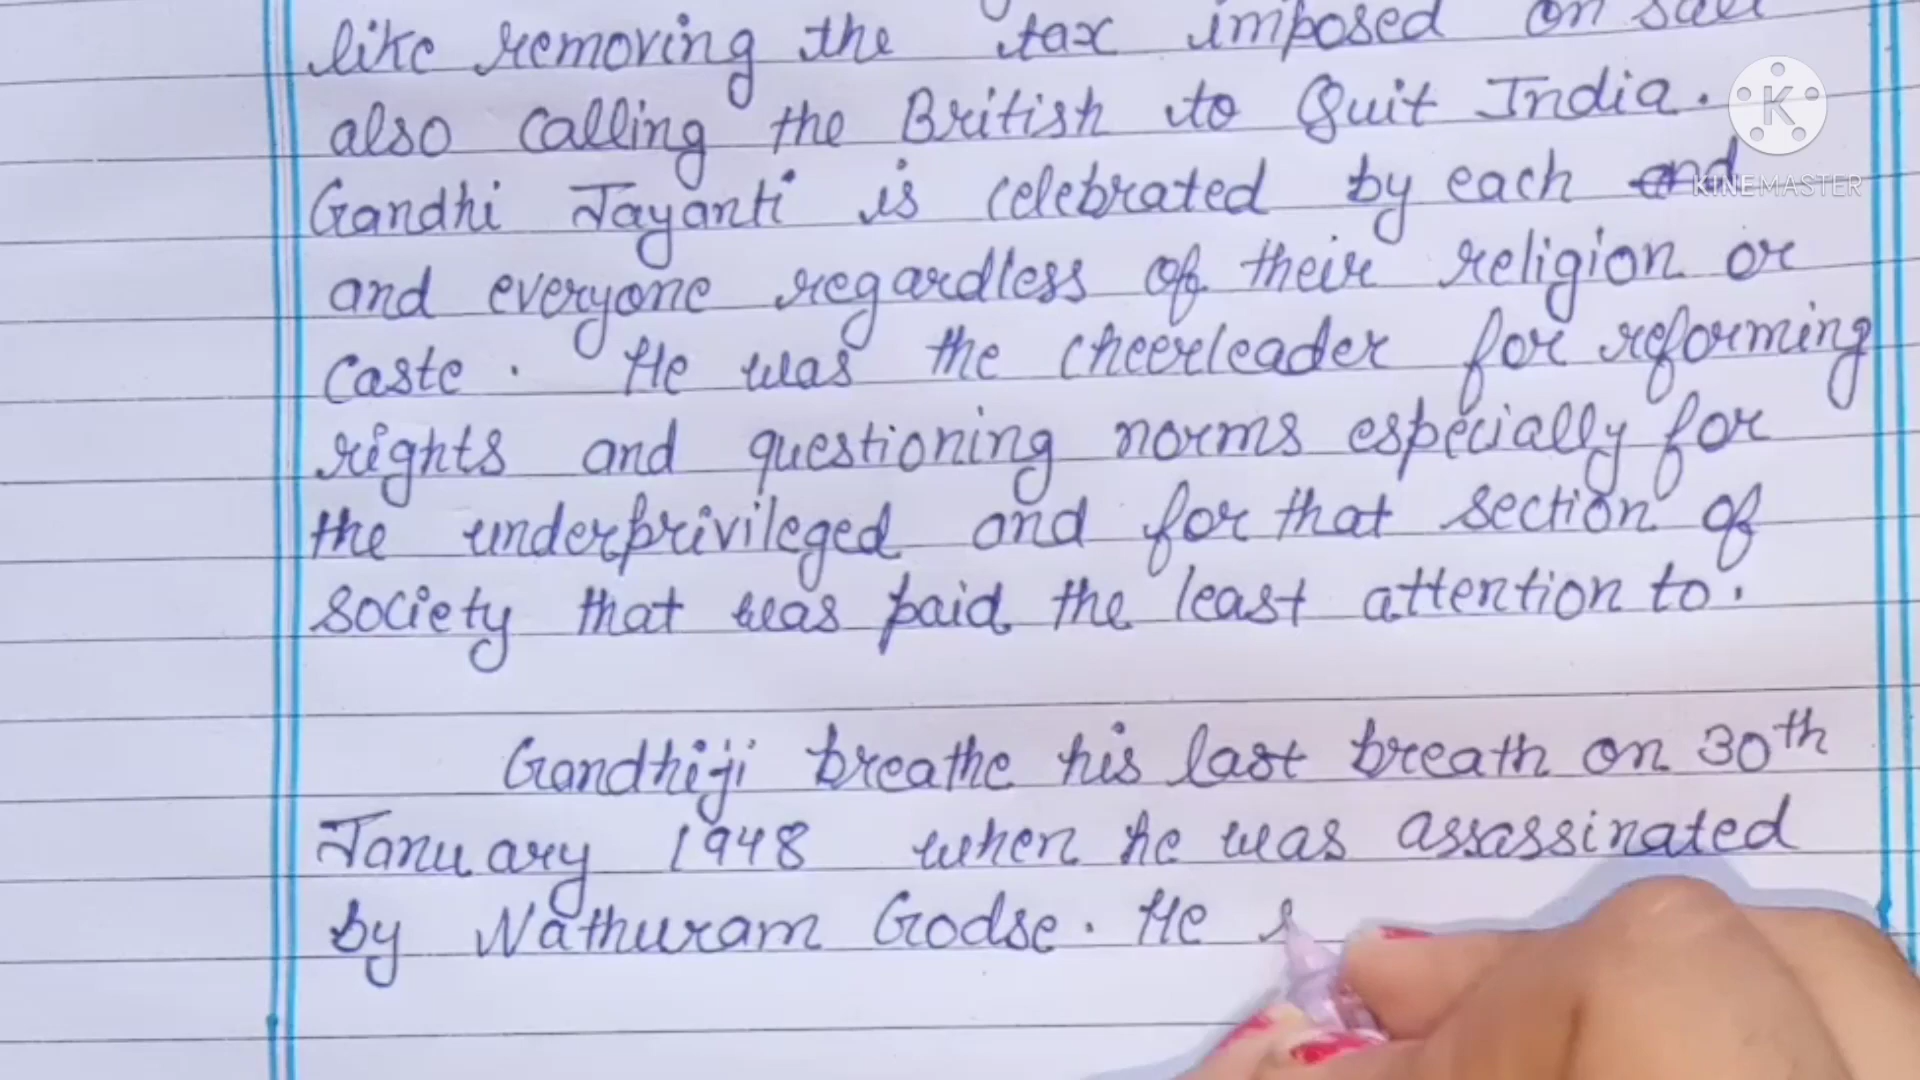 like removing the tax imposed on salt
also calling the British to Quit India.
Gandhi Jayanti is celebrated by each and
and everyone regardless of their religion or
caste. He was the cheerleader for reforming
rights and questioning norms especially for
the underprivileged and for that section of
society that was paid the least attention to.
Gandhiji breathe his last breath on 30th
January 1948 when he was assassinated
by Nathuram Godse. He
K
KINEMASTER